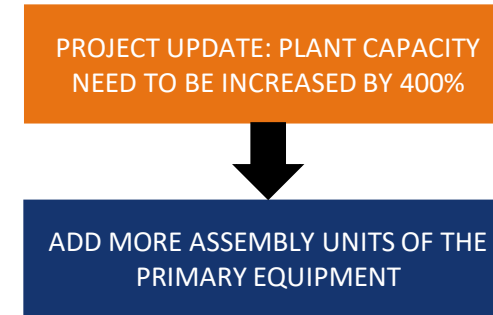 PROJECT UPDATE: PLANT CAPACITY
NEED TO BE INCREASED BY 400%
ADD MORE ASSEMBLY UNITS OF THE
PRIMARY EQUIPMENT